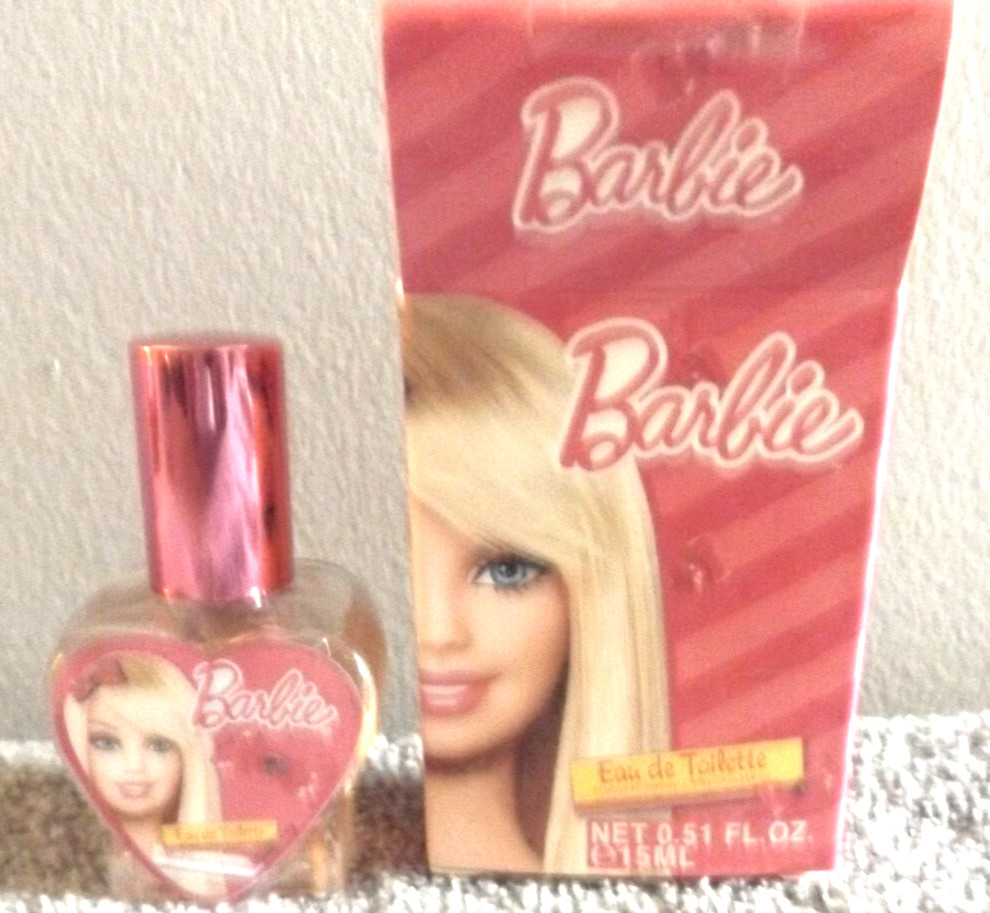 Barbie
Barbie
Eau de Toilette
NET 0.51 FL.OZ.
℮15ML
Barbie
Eau de Toilette